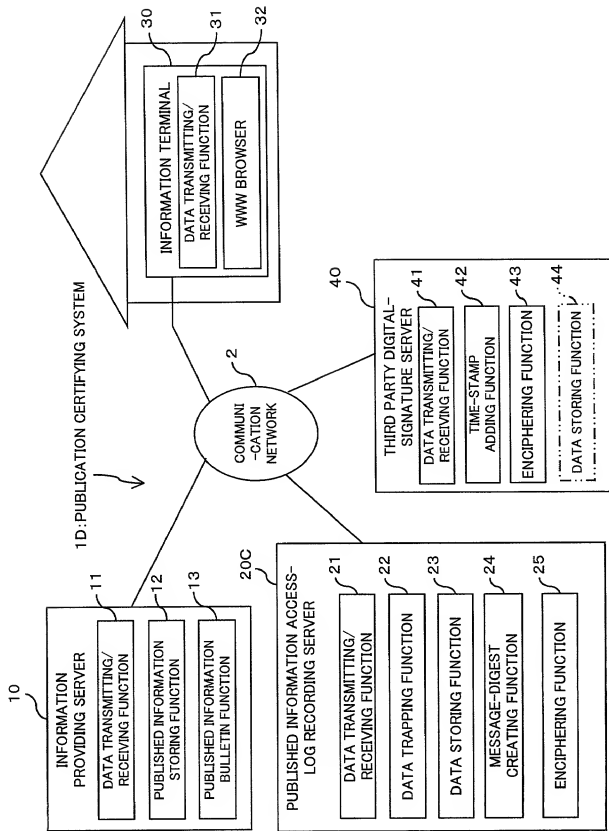 1D:PUBLICATION CERTIFYING SYSTEM
10
INFORMATION
PROVIDING SERVER
11
DATA TRANSMITTING/
RECEIVING FUNCTION
12
PUBLISHED INFORMATION
STORING FUNCTION
13
PUBLISHED INFORMATION
BULLETIN FUNCTION
2
COMMUNI
-CATION
NETWORK
30
INFORMATION TERMINAL
31
DATA TRANSMITTING/
RECEIVING FUNCTION
32
WWW BROWSER
20C
PUBLISHED INFORMATION ACCESS-
LOG RECORDING SERVER
21
DATA TRANSMITTING/
RECEIVING FUNCTION
22
DATA TRAPPING FUNCTION
23
DATA STORING FUNCTION
24
MESSAGE-DIGEST
CREATING FUNCTION
25
ENCIPHERING FUNCTION
40
THIRD PARTY DIGITAL-
SIGNATURE SERVER
41
DATA TRANSMITTING/
RECEIVING FUNCTION
42
TIME-STAMP
ADDING FUNCTION
43
ENCIPHERING FUNCTION
44
DATA STORING FUNCTION